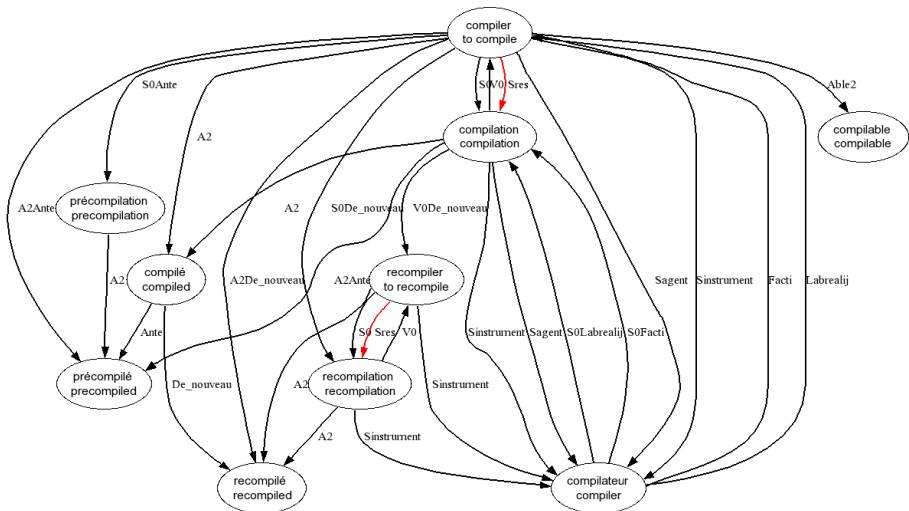 compiler
to compile
S0Ante
A2
S0
V0
Sres
Able2
compilation
compilation
compilable
compilable
précompilation
precompilation
A2Ante
A2
S0De_nouveau
V0De_nouveau
A2
compilé
compiled
A2De_nouveau
A2Ante
recompiler
to recompile
Sagent
Sinstrument
Facti
Labrealij
Ante
S0
Sres
V0
Sinstrument
Sagent
S0Labrealij
S0Facti
précompilé
precompiled
De_nouveau
A2
recompilation
recompilation
Sinstrument
A2
Sinstrument
recompilé
recompiled
compilateur
compiler